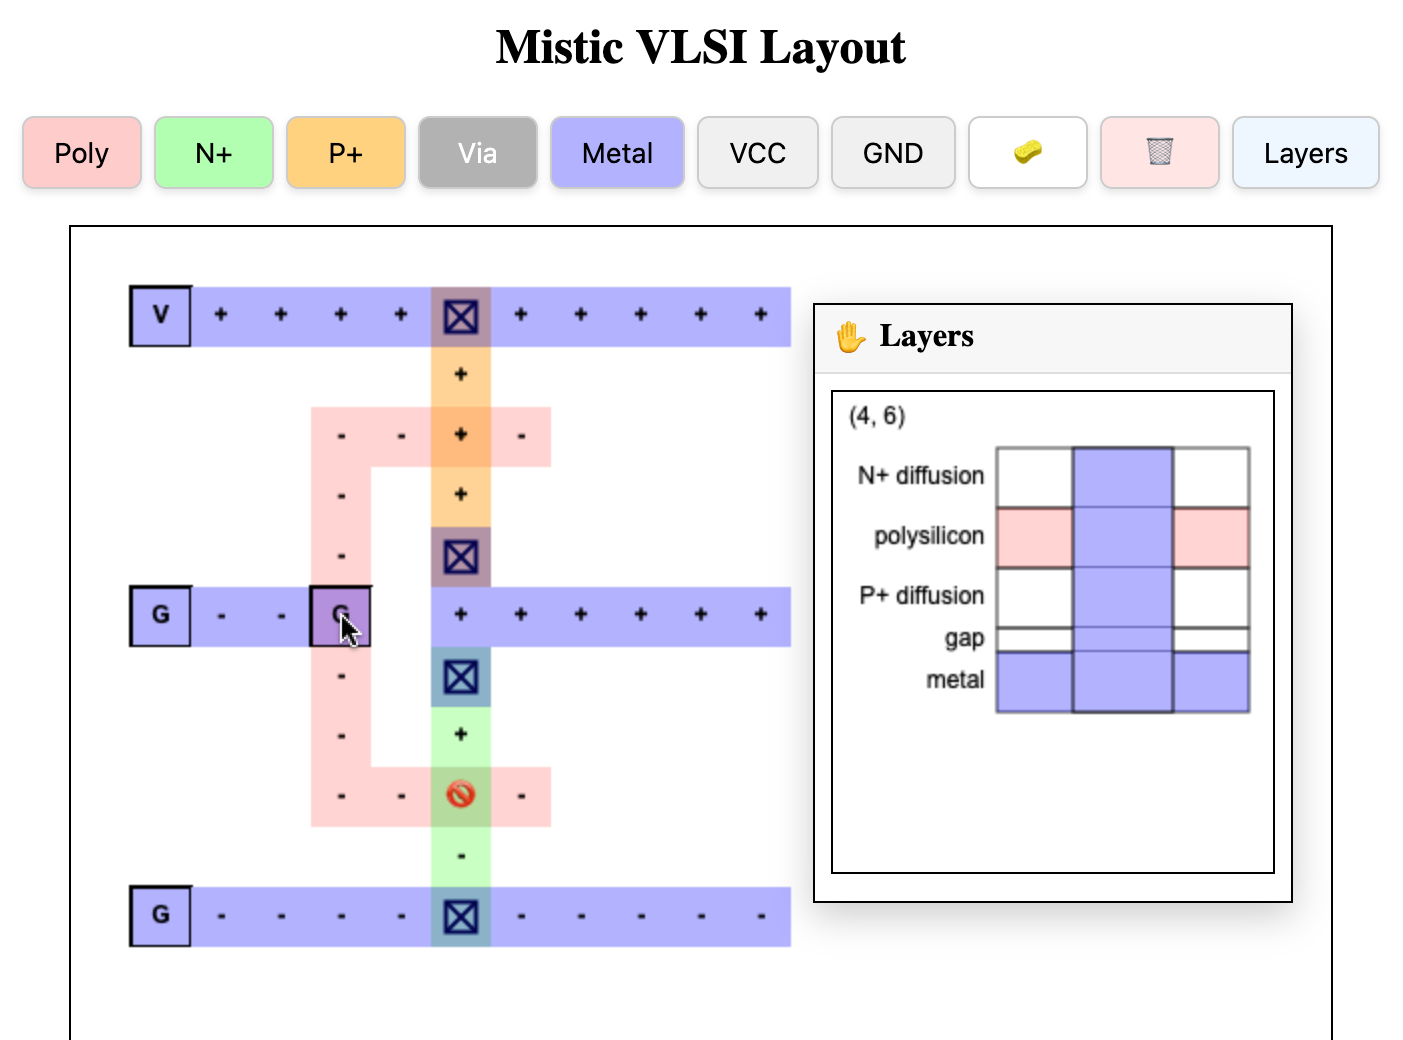 Mistic VLSI Layout
Poly N+ P+ Via Metal VCC GND Layers
V + + + + + + + + +
+
- - + -
-
+
-
G - - G + + + + + +
-
-
+
- - -
-
G - - - - - - - - -
Layers
(4, 6)
N+ diffusion
polysilicon
P+ diffusion
gap
metal